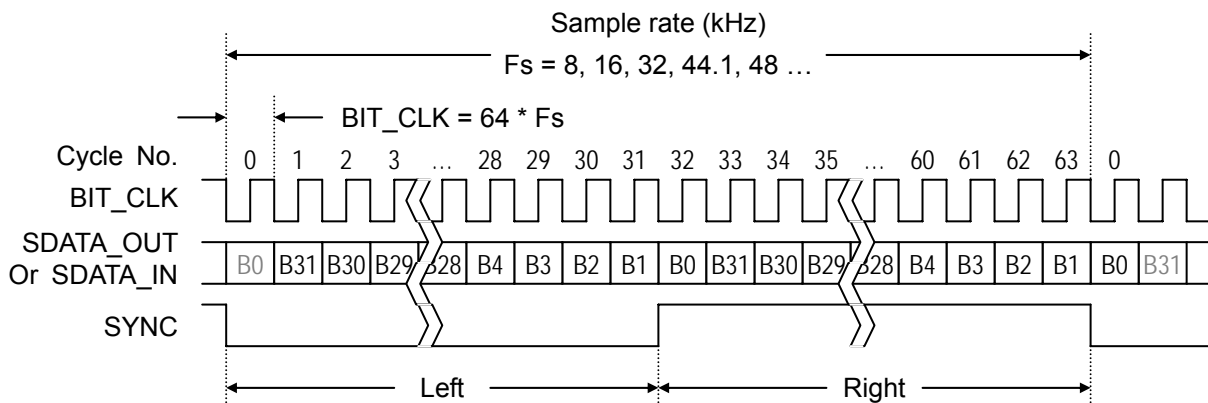 Sample rate (kHz)
Fs = 8, 16, 32, 44.1, 48 …
BIT_CLK = 64 * Fs
Cycle No. 0 1 2 3 ... 28 29 30 31 32 33 34 35 ... 60 61 62 63 0
BIT_CLK
SDATA_OUT
Or SDATA_IN
B0 B31 B30 B29 B28 B4 B3 B2 B1 B0 B31 B30 B29 B28 B4 B3 B2 B1 B0 B31
SYNC
Left Right